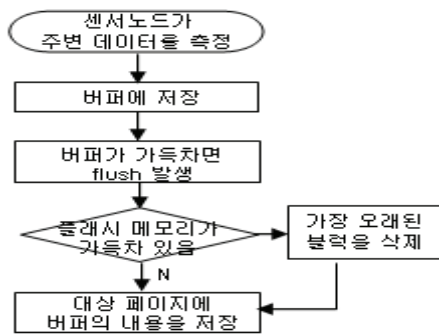 센서노드가
주변 데이터를 측정
버퍼에 저장
버퍼가 가득차면
flush 발생
플래시 메모리가
가득차 있음
가장 오래된
블럭을 삭제
N
대상 페이지에
버퍼의 내용을 저장